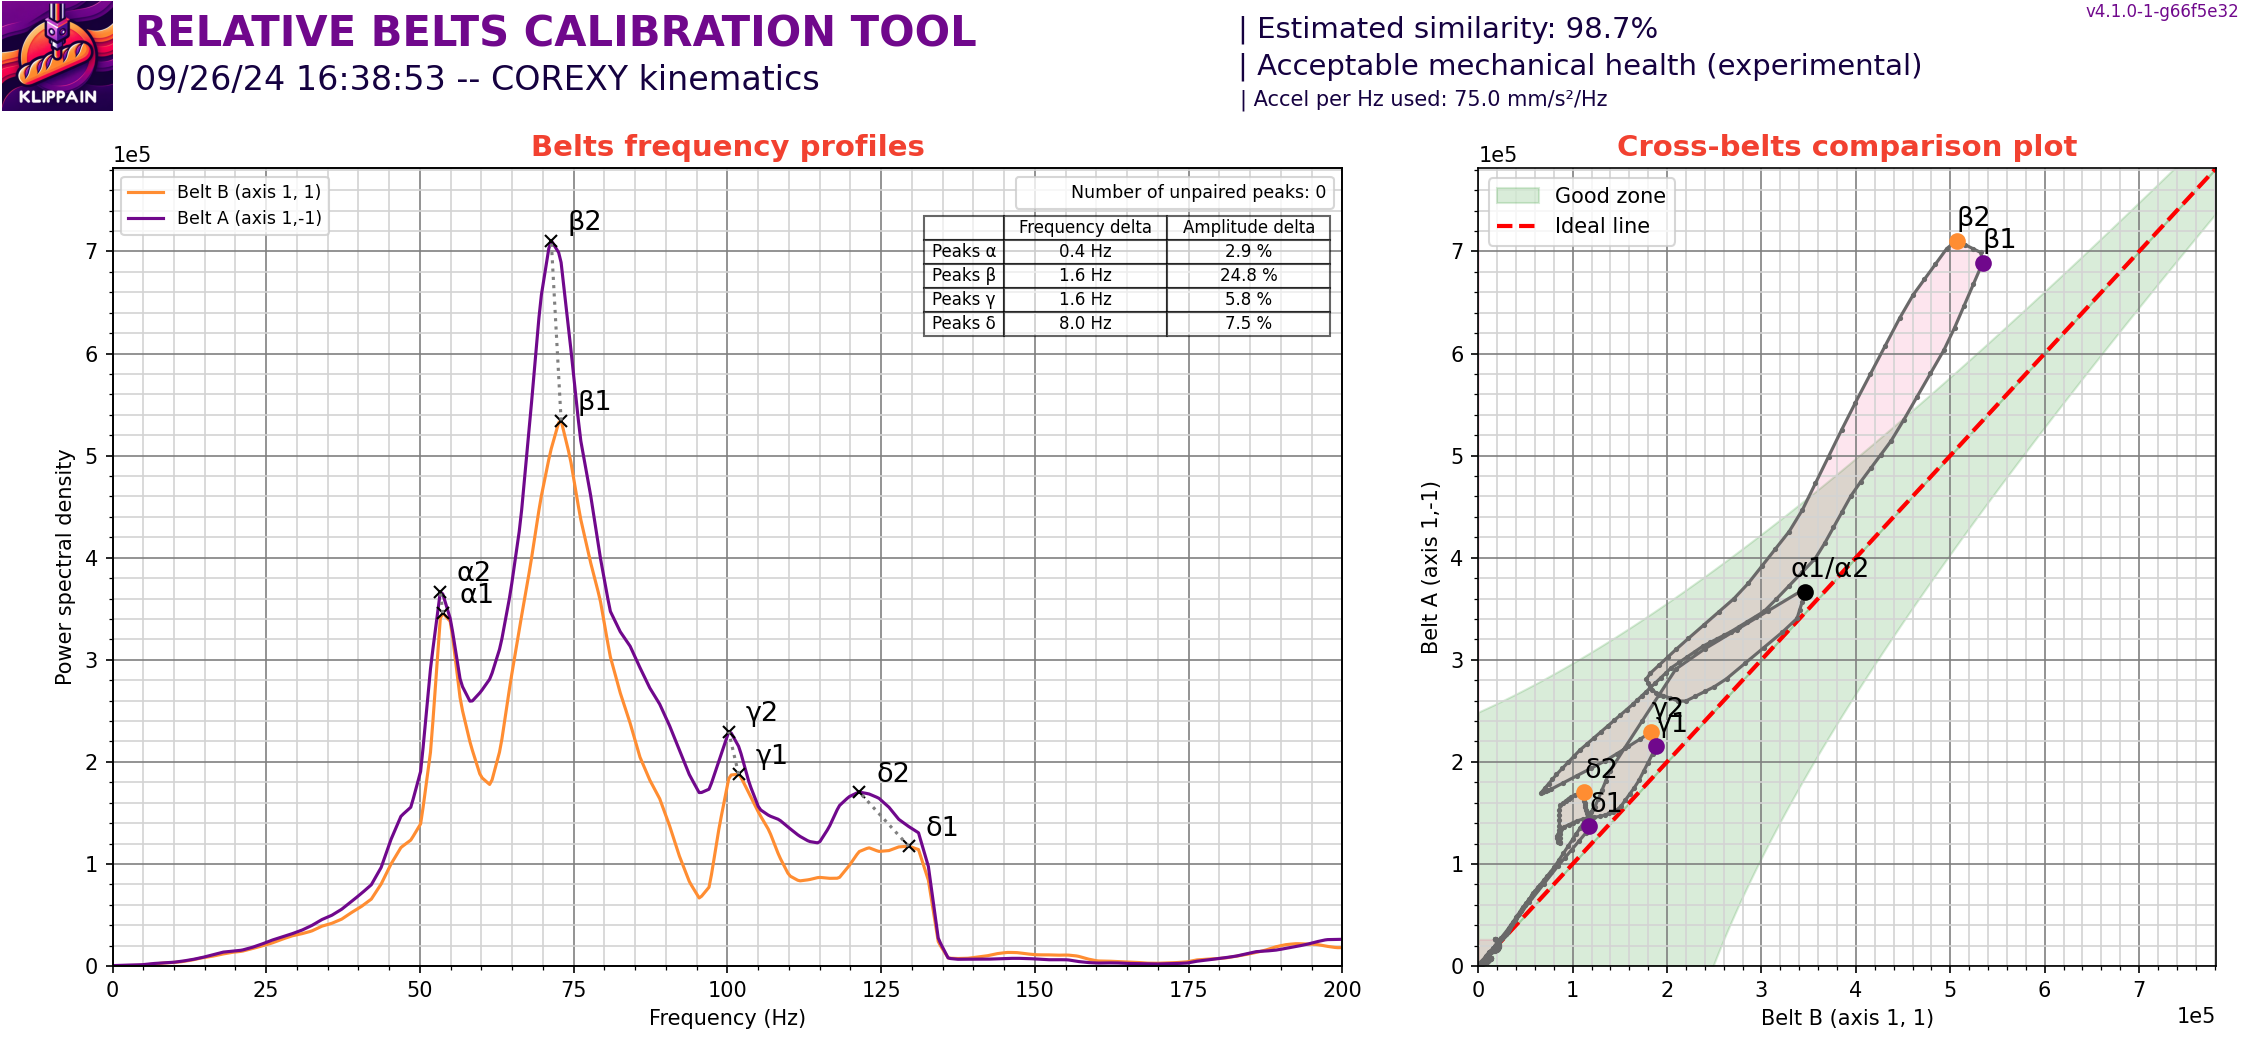 KLIPPAIN
RELATIVE BELTS CALIBRATION TOOL
09/26/24 16:38:53 -- COREXY kinematics
| Estimated similarity: 98.7%
| Acceptable mechanical health (experimental)
| Accel per Hz used: 75.0 mm/s²/Hz
v4.1.0-1-g66f5e32
Belts frequency profiles
1e5
Belt B (axis 1, 1)
Belt A (axis 1,-1)
Number of unpaired peaks: 0
Frequency delta Amplitude delta
Peaks α 0.4 Hz 2.9 %
Peaks β 1.6 Hz 24.8 %
Peaks γ 1.6 Hz 5.8 %
Peaks δ 8.0 Hz 7.5 %
β2
β1
α2
α1
γ2
γ1
δ2
δ1
7
6
5
4
3
2
1
0
Power spectral density
0 25 50 75 100 125 150 175 200
Frequency (Hz)
Cross-belts comparison plot
1e5
Good zone
Ideal line
β2
β1
α1/α2
γ2
γ1
δ2
δ1
7
6
5
4
3
2
1
0
Belt A (axis 1,-1)
0 1 2 3 4 5 6 7
Belt B (axis 1, 1)
1e5